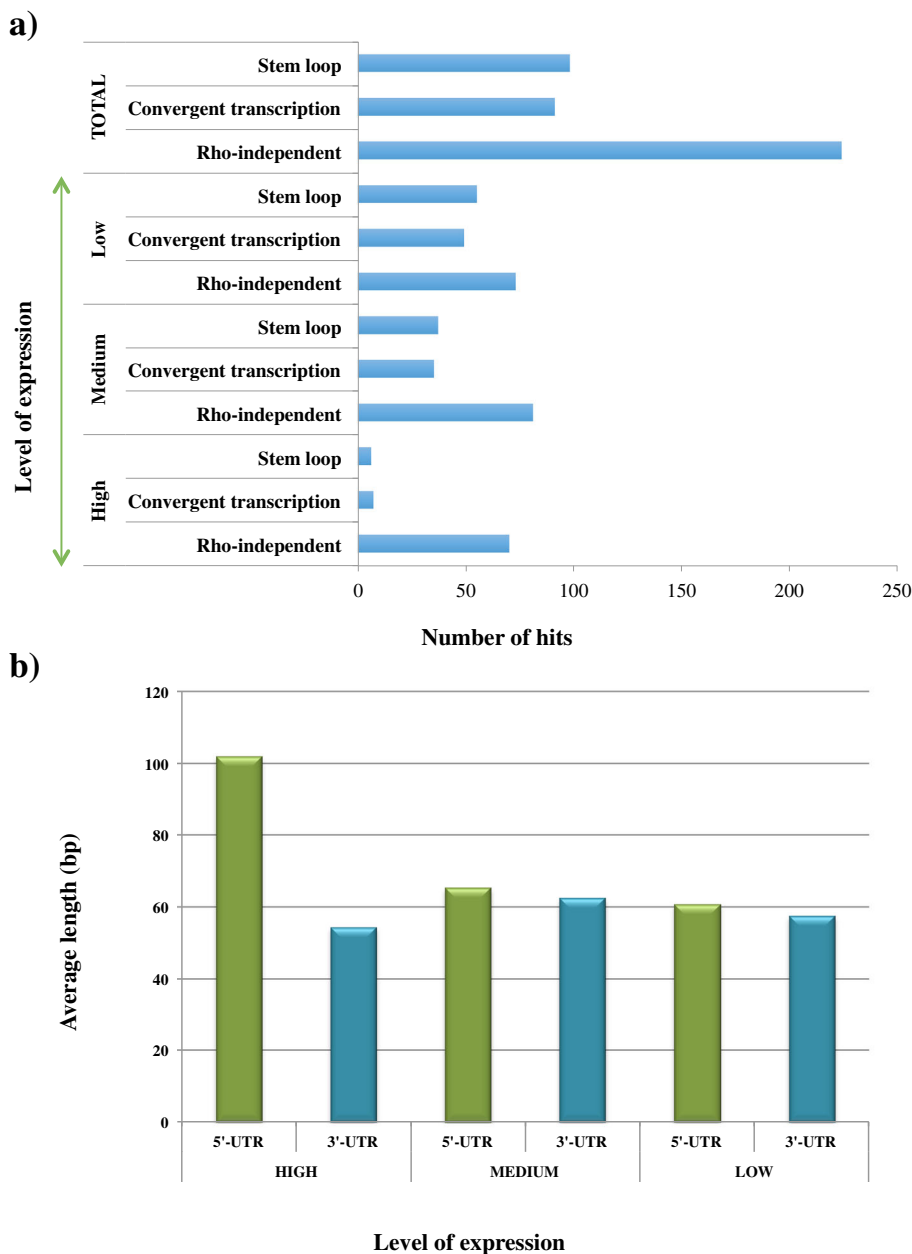 a)
TOTAL
Stem loop
Convergent transcription
Rho-independent
Level of expression
Low
Stem loop
Convergent transcription
Rho-independent
Medium
Stem loop
Convergent transcription
Rho-independent
High
Stem loop
Convergent transcription
Rho-independent
0 50 100 150 200 250
Number of hits
b)
Average length (bp)
120
100
80
60
40
20
0
5'-UTR 3'-UTR 5'-UTR 3'-UTR 5'-UTR 3'-UTR
HIGH MEDIUM LOW
Level of expression